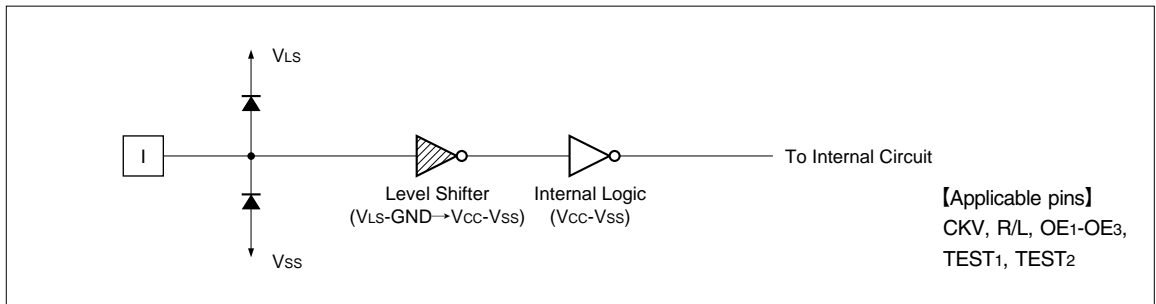 VLS
I
To Internal Circuit
Level Shifter
(VLS-GND→VCC-VSS)
Internal Logic
(VCC-VSS)
VSS
【Applicable pins】
CKV, R/L, OE1-OE3,
TEST1, TEST2